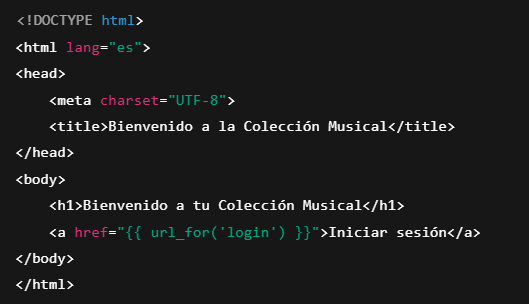 <!DOCTYPE html>
<html lang="es">
<head>
    <meta charset="UTF-8">
    <title>Bienvenido a la Colección Musical</title>
</head>
<body>
    <h1>Bienvenido a tu Colección Musical</h1>
    <a href="{{ url_for('login') }}">Iniciar sesión</a>
</body>
</html>